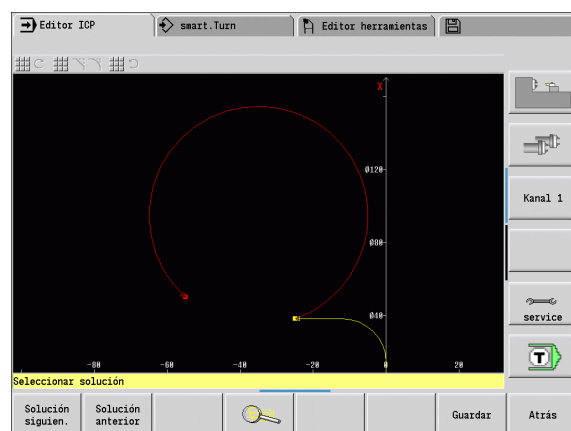 Editor ICP
smart.Turn
Editor herramientas
X
Ø120
Kanal 1
Ø80
Ø40
service
-80 -60 -40 -20 0 20
T
Seleccionar solución
Solución siguien.
Solución anterior
Guardar
Atrás